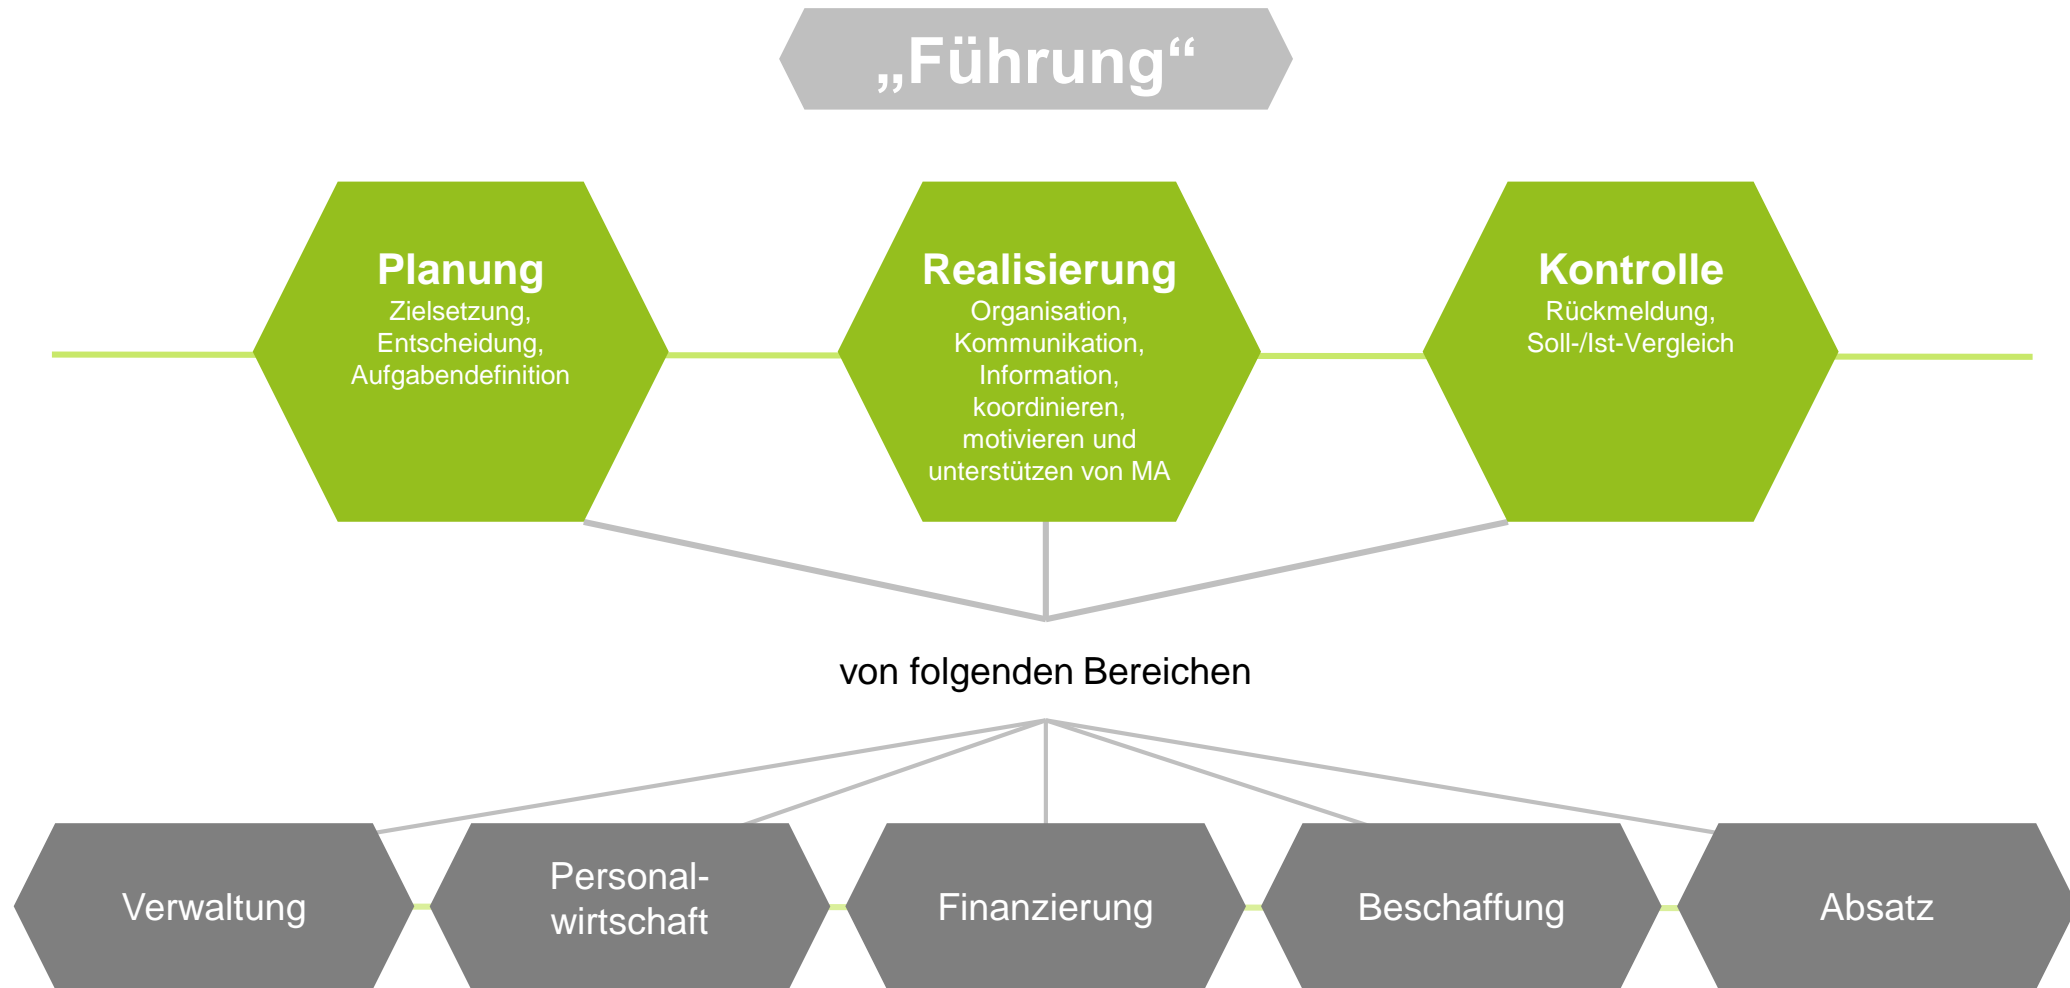 „Führung“
Planung
Zielsetzung,
Entscheidung,
Aufgabendefinition
Realisierung
Organisation,
Kommunikation,
Information,
koordinieren,
motivieren und
unterstützen von MA
Kontrolle
Rückmeldung,
Soll-/Ist-Vergleich
von folgenden Bereichen
Verwaltung
Personal-
wirtschaft
Finanzierung
Beschaffung
Absatz